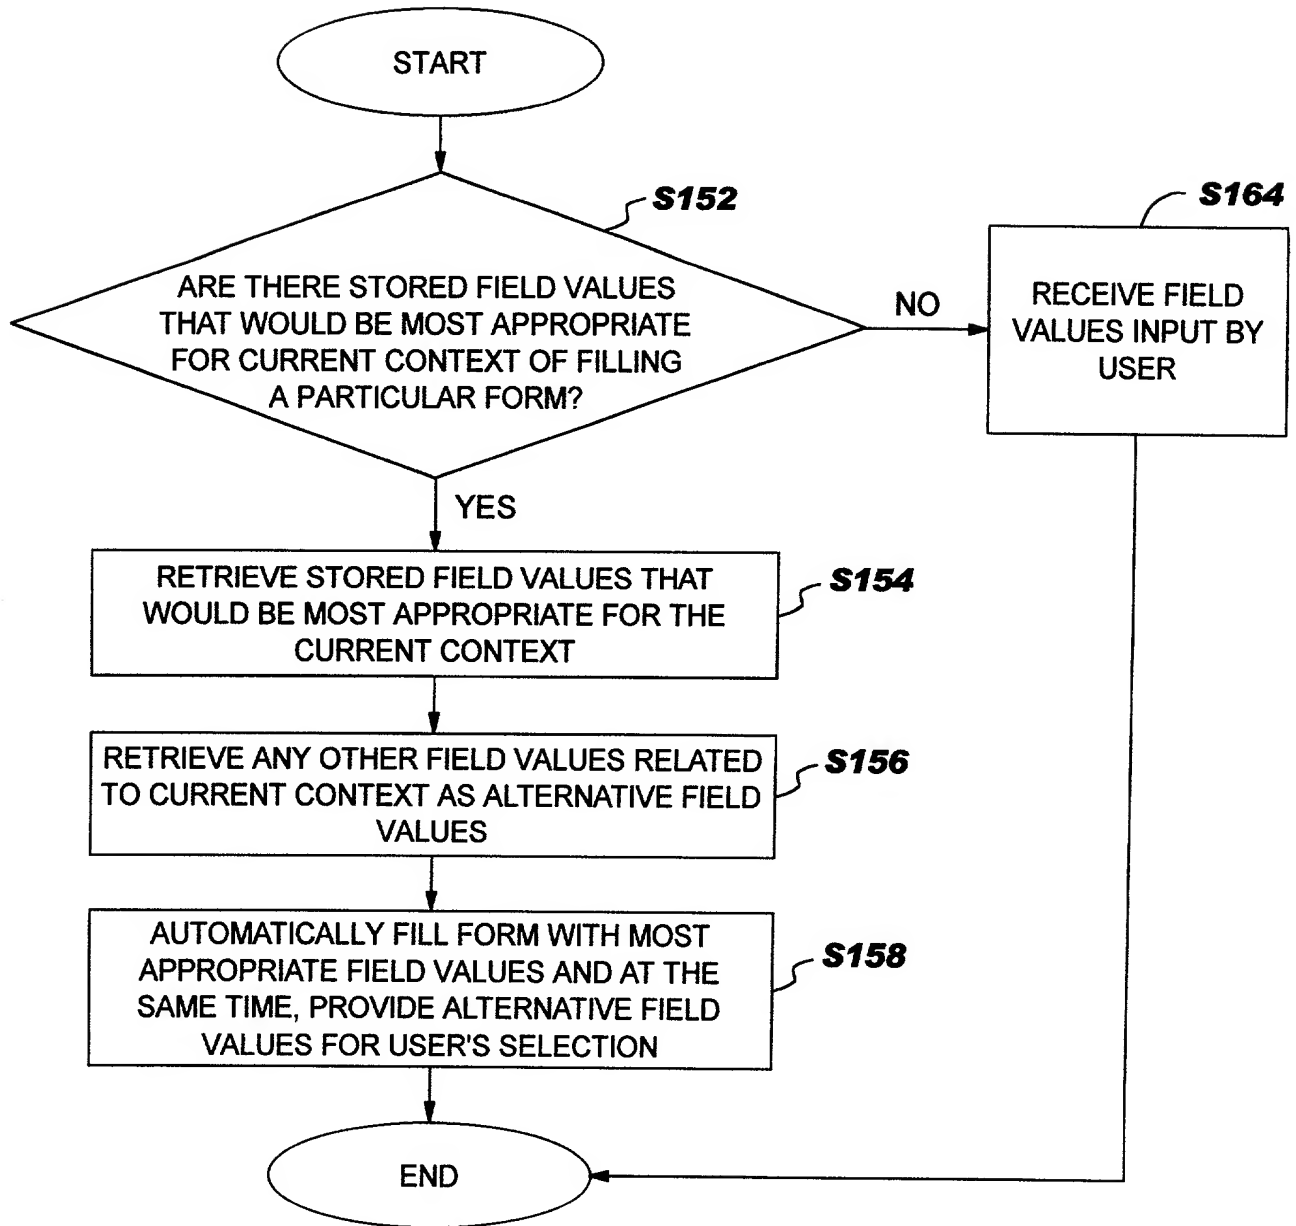 START
S152
ARE THERE STORED FIELD VALUES
THAT WOULD BE MOST APPROPRIATE
FOR CURRENT CONTEXT OF FILLING
A PARTICULAR FORM?
NO
S164
RECEIVE FIELD
VALUES INPUT BY
USER
YES
RETRIEVE STORED FIELD VALUES THAT
WOULD BE MOST APPROPRIATE FOR THE
CURRENT CONTEXT
S154
RETRIEVE ANY OTHER FIELD VALUES RELATED
TO CURRENT CONTEXT AS ALTERNATIVE FIELD
VALUES
S156
AUTOMATICALLY FILL FORM WITH MOST
APPROPRIATE FIELD VALUES AND AT THE
SAME TIME, PROVIDE ALTERNATIVE FIELD
VALUES FOR USER'S SELECTION
S158
END